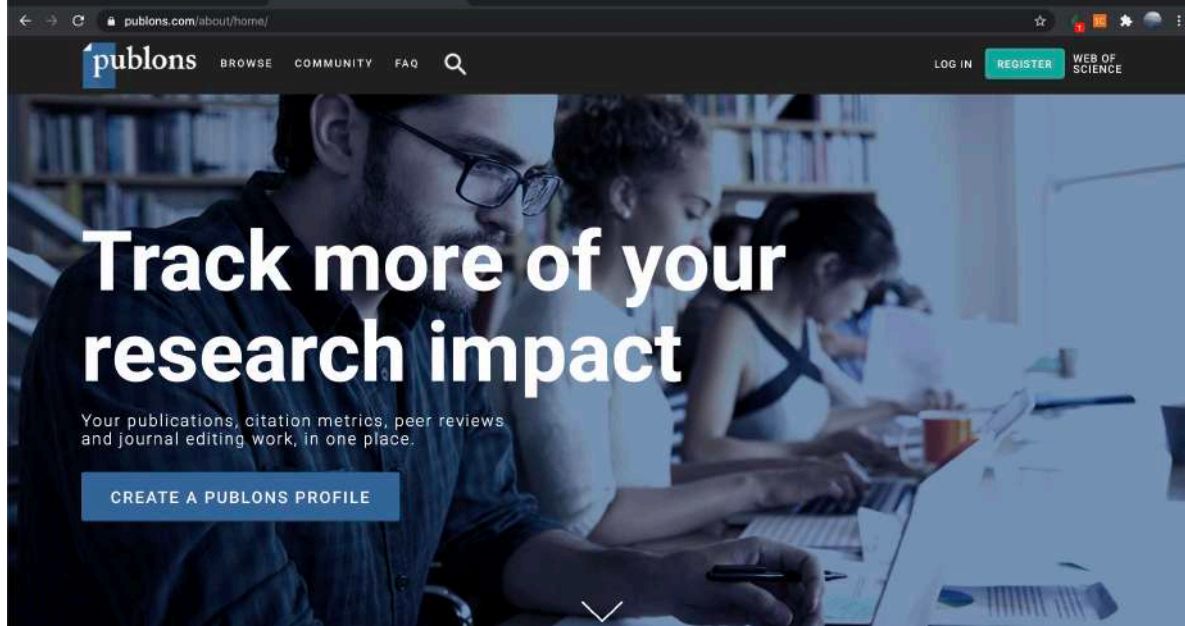 publons.com/about/home/
1
publons
BROWSE
COMMUNITY
FAQ
LOG IN
REGISTER
WEB OF
SCIENCE
Track more of your
research impact
Your publications, citation metrics, peer reviews
and journal editing work, in one place.
CREATE A PUBLONS PROFILE